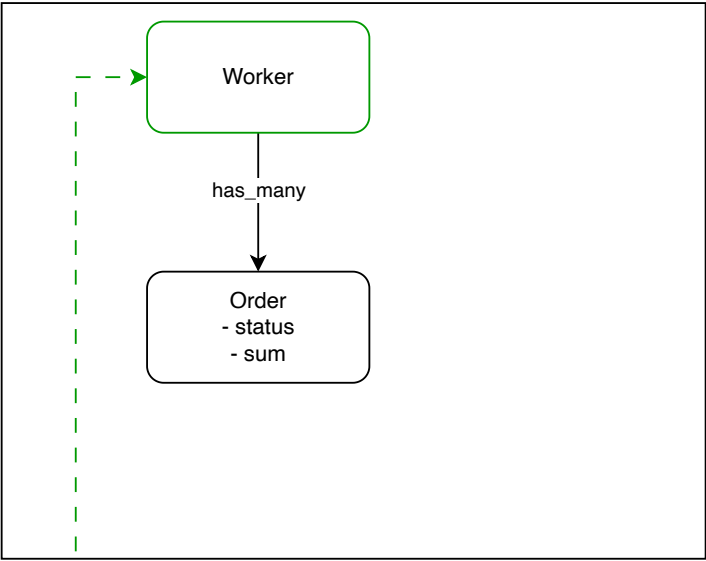 Worker
has_many
Order
- status
- sum